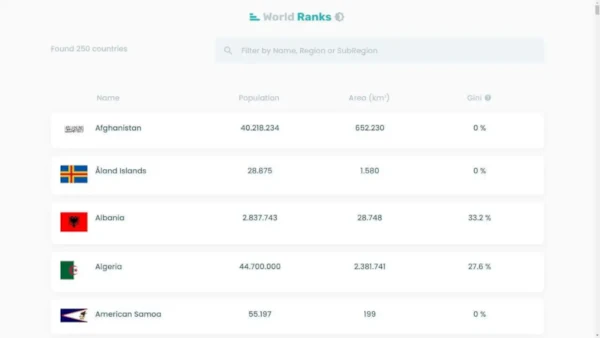 World Ranks
Found 250 countries
Filter by Name, Region or SubRegion
Name Population Area (km²) Gini
Afghanistan 40.218.234 652.230 0 %
Åland Islands 28.875 1.580 0 %
Albania 2.837.743 28.748 33.2 %
Algeria 44.700.000 2.381.741 27.6 %
American Samoa 55.197 199 0 %